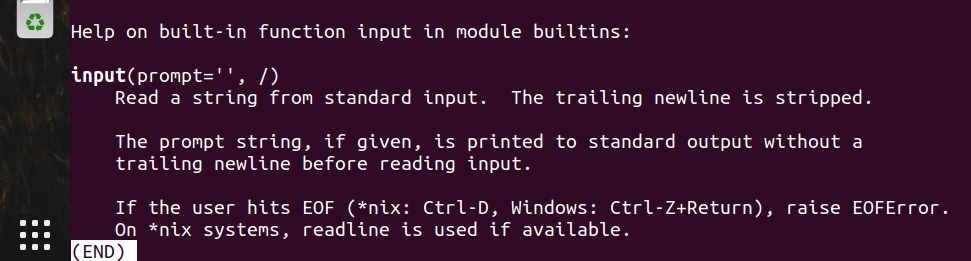 Help on built-in function input in module builtins:
input(prompt='', /)
Read a string from standard input.  The trailing newline is stripped.
The prompt string, if given, is printed to standard output without a
trailing newline before reading input.
If the user hits EOF (*nix: Ctrl-D, Windows: Ctrl-Z+Return), raise EOFError.
On *nix systems, readline is used if available.
(END)